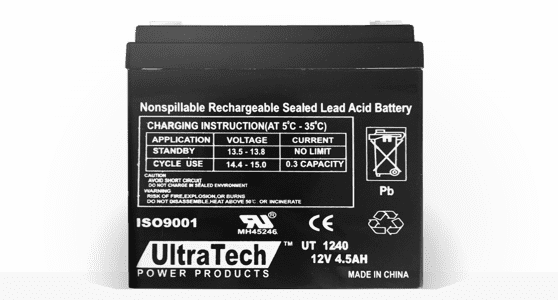 Nonspillable Rechargeable Sealed Lead Acid Battery
CHARGING INSTRUCTION(AT 5°C - 35°C)
APPLICATION VOLTAGE CURRENT
STANDBY 13.5 - 13.8 NO LIMIT
CYCLE USE 14.4 - 15.0 0.3 CAPACITY
CAUTION
AVOID SHORT CIRCUIT
DO NOT CHARGE IN SEALED ENVIRONMENT
WARNING
RISK OF FIRE,EXPLOSION,OR BURNS
DO NOT DISASSEMBLE,HEAT ABOVE 50°C OR INCINERATE
Pb
ISO9001
MH45246
CE
UltraTech™ UT 1240
POWER PRODUCTS 12V 4.5AH
MADE IN CHINA